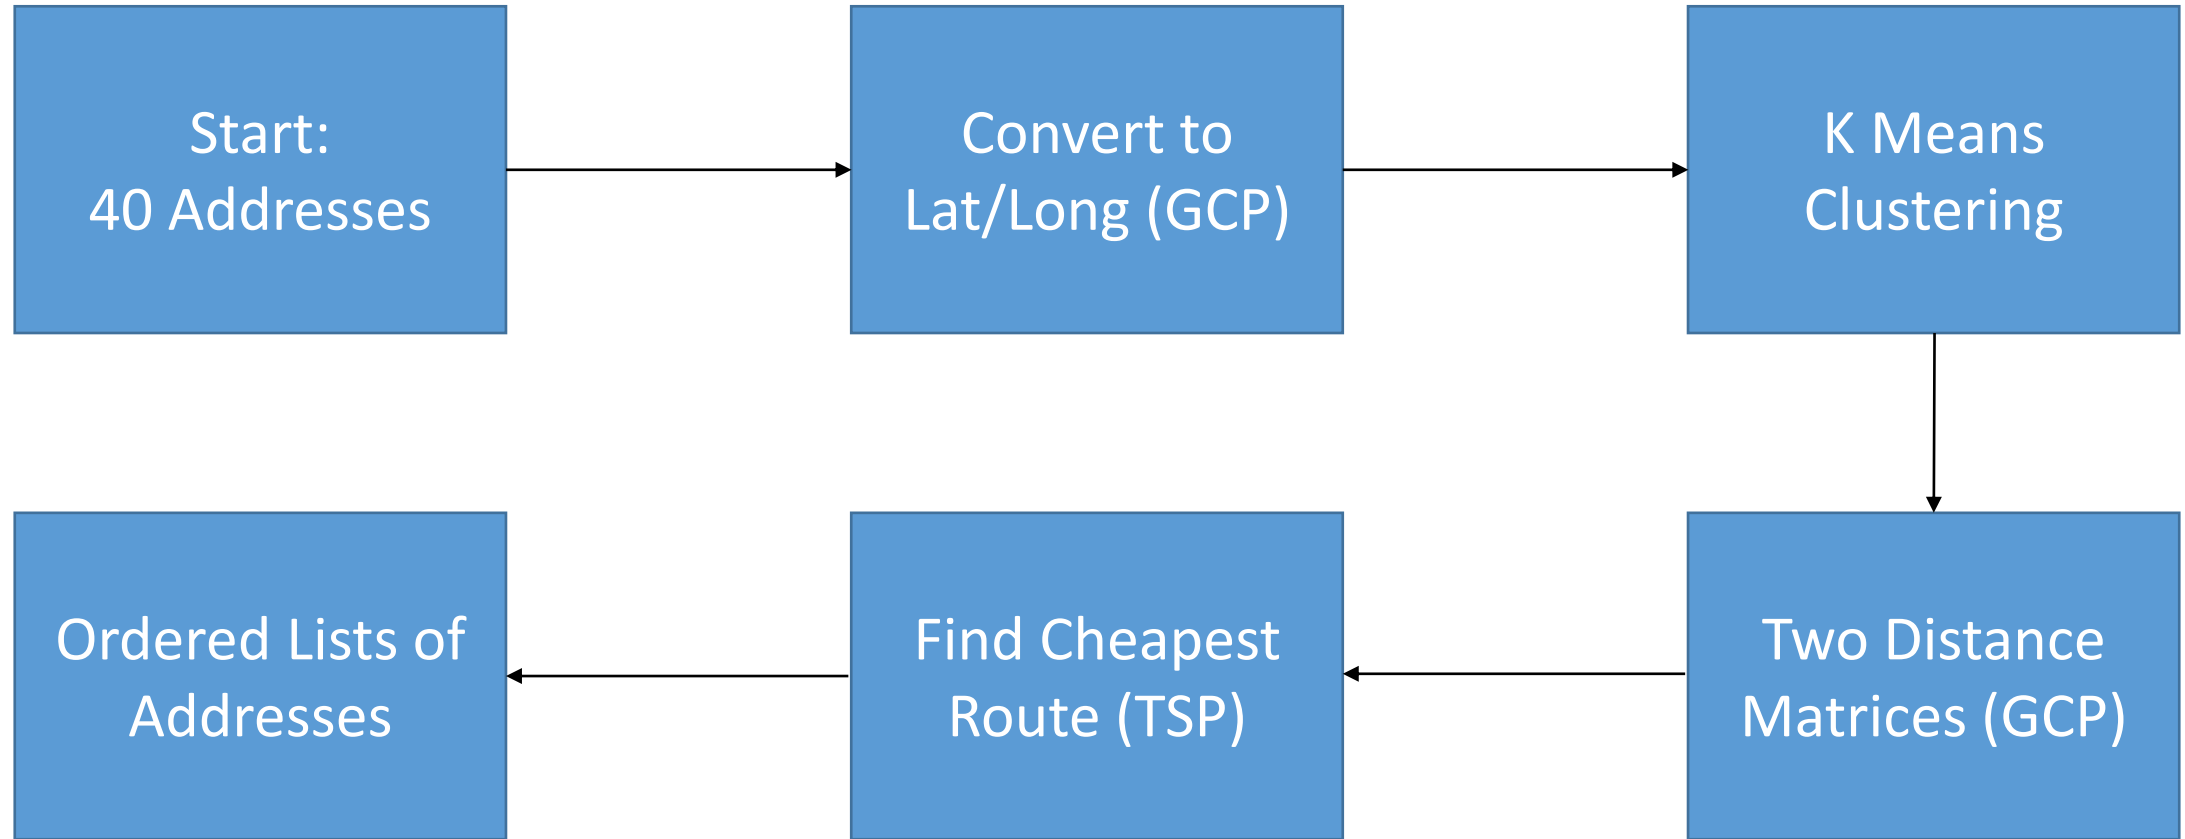 Start:
40 Addresses
Convert to
Lat/Long (GCP)
K Means
Clustering
Two Distance
Matrices (GCP)
Find Cheapest
Route (TSP)
Ordered Lists of
Addresses